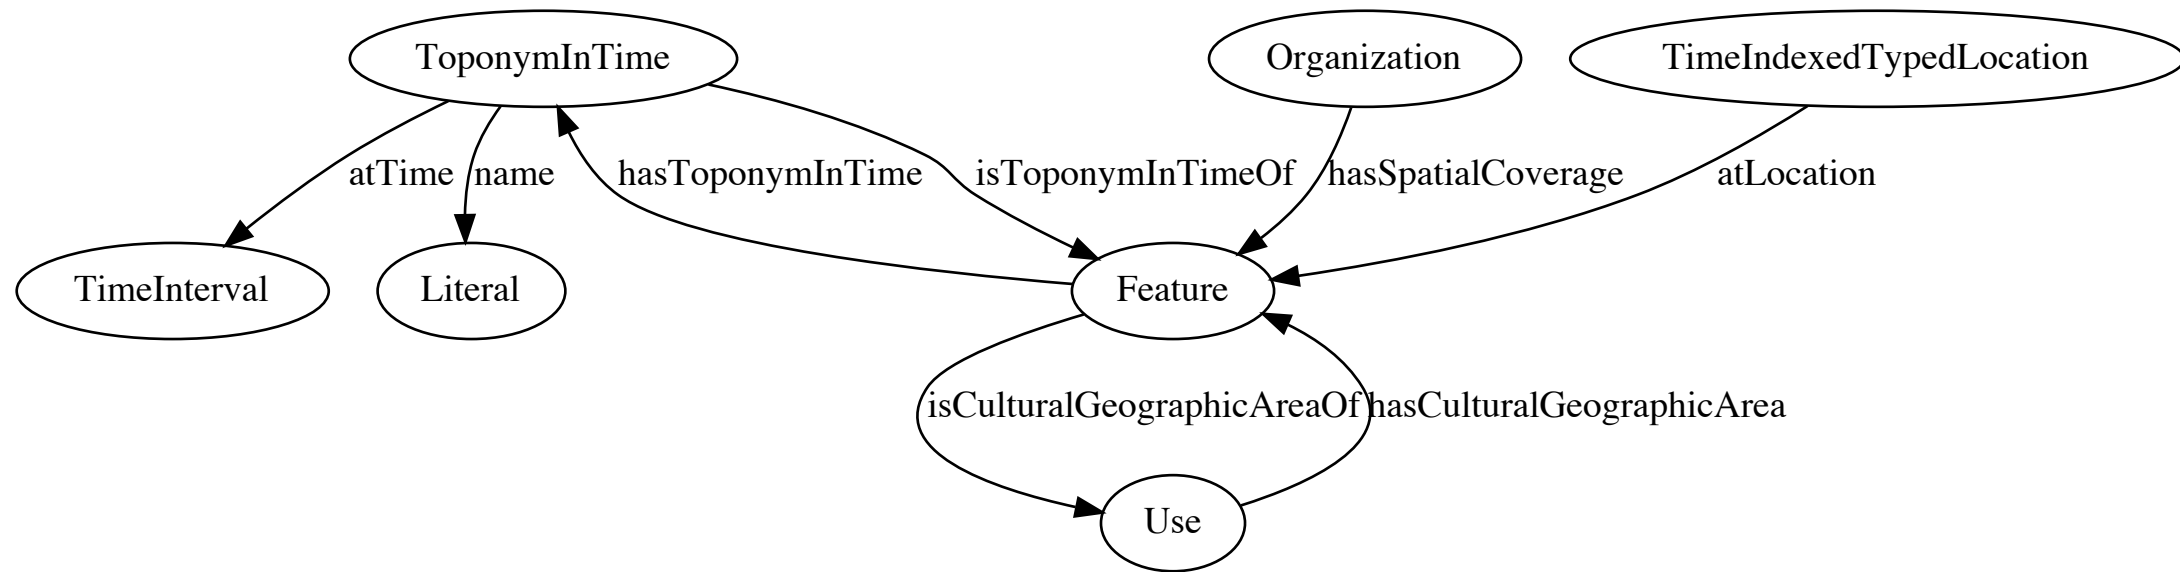 ToponymInTime Organization TimeIndexedTypedLocation
atTime name hasToponymInTime isToponymInTimeOf hasSpatialCoverage atLocation
TimeInterval Literal Feature
isCulturalGeographicAreaOf hasCulturalGeographicArea
Use